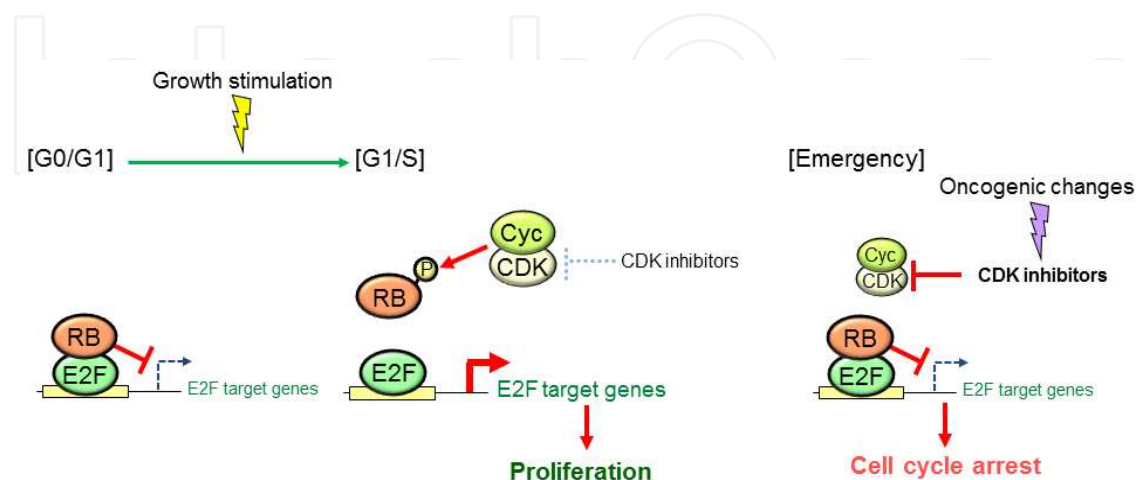 Growth stimulation
[G0/G1]
[G1/S]
[Emergency]
Oncogenic changes
Cyc
CDK
CDK inhibitors
P
RB
Cyc
CDK
CDK inhibitors
RB
E2F
E2F target genes
E2F
E2F target genes
RB
E2F
E2F target genes
Proliferation
Cell cycle arrest